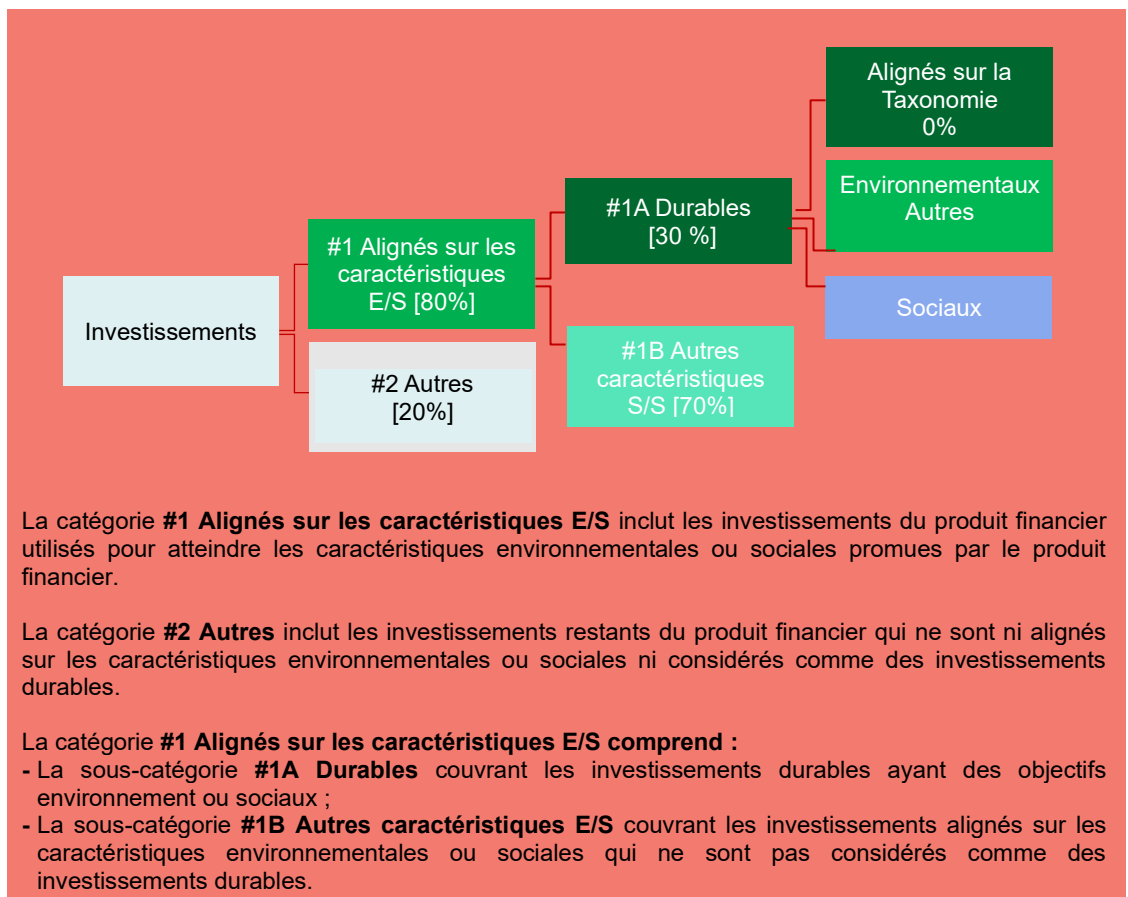 Alignés sur la
Taxonomie
0%
Environnementaux
Autres
#1A Durables
[30 %]
#1 Alignés sur les
caractéristiques
E/S [80%]
Sociaux
Investissements
#1B Autres
caractéristiques
S/S [70%]
#2 Autres
[20%]
La catégorie #1 Alignés sur les caractéristiques E/S inclut les investissements du produit financier
utilisés pour atteindre les caractéristiques environnementales ou sociales promues par le produit
financier.
La catégorie #2 Autres inclut les investissements restants du produit financier qui ne sont ni alignés
sur les caractéristiques environnementales ou sociales ni considérés comme des investissements
durables.
La catégorie #1 Alignés sur les caractéristiques E/S comprend :
- La sous-catégorie #1A Durables couvrant les investissements durables ayant des objectifs
environnement ou sociaux ;
- La sous-catégorie #1B Autres caractéristiques E/S couvrant les investissements alignés sur les
caractéristiques environnementales ou sociales qui ne sont pas considérés comme des
investissements durables.